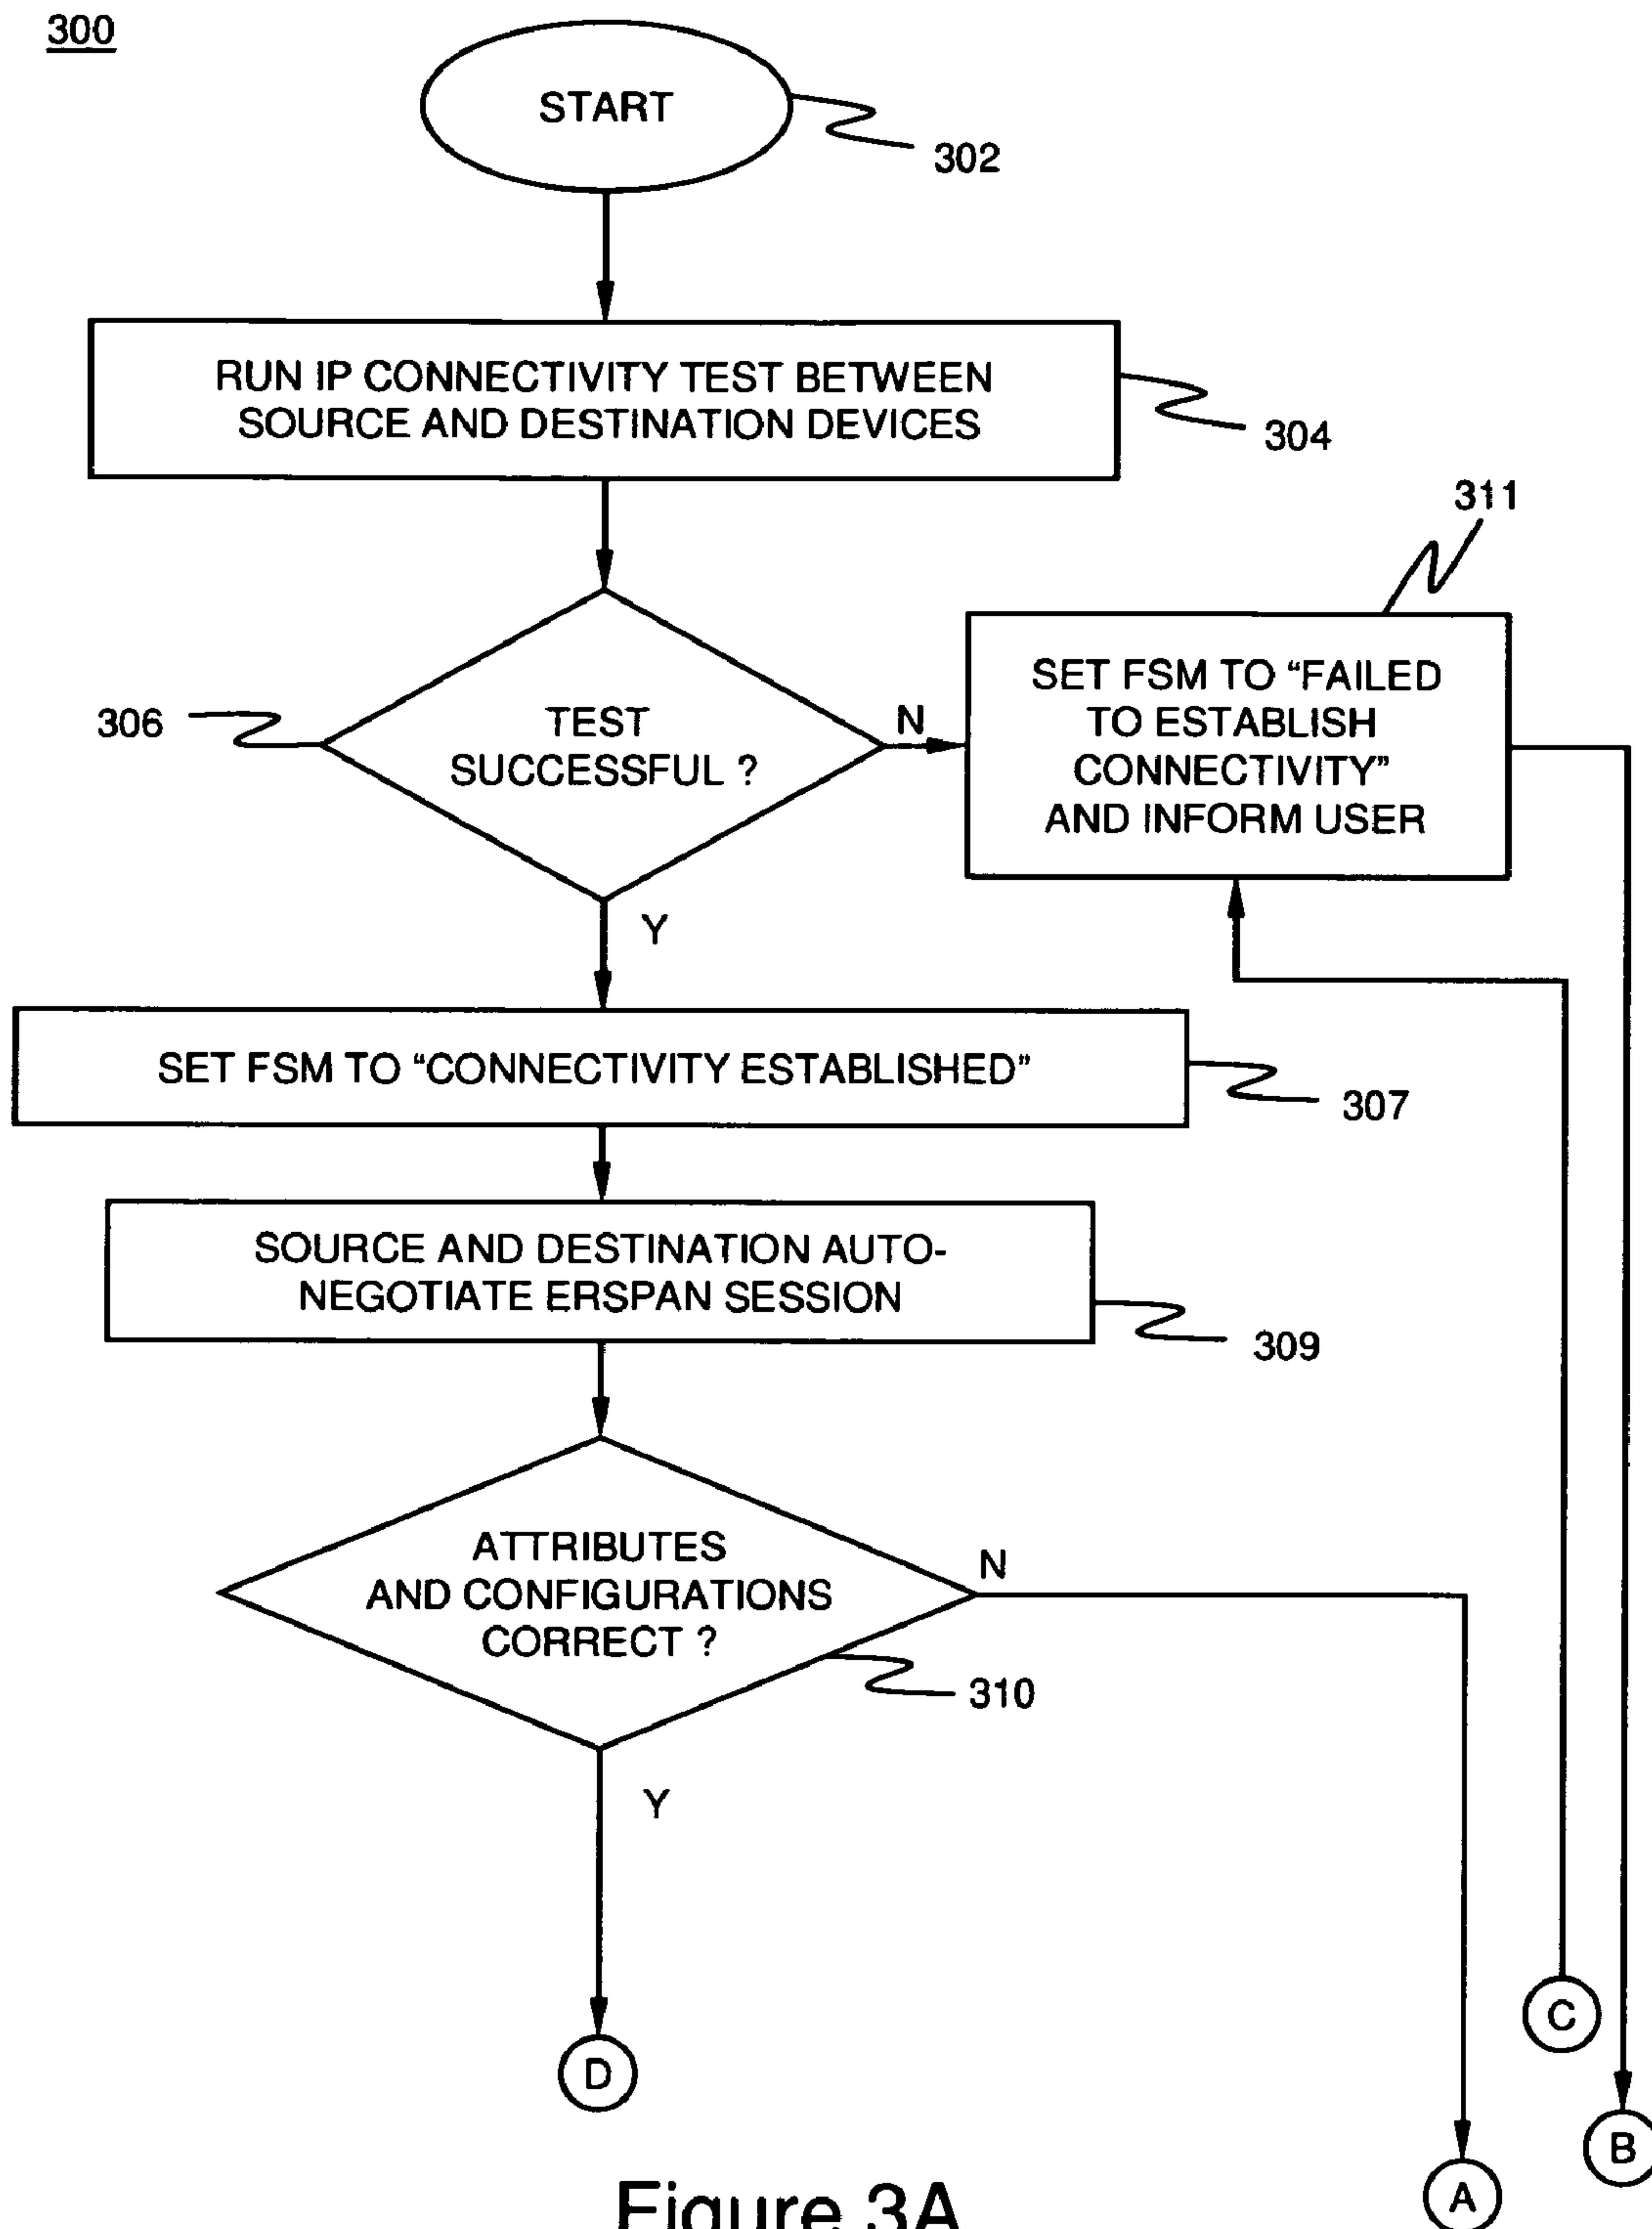 300
START
302
RUN IP CONNECTIVITY TEST BETWEEN
SOURCE AND DESTINATION DEVICES
304
311
306
TEST
SUCCESSFUL ?
N
SET FSM TO “FAILED
TO ESTABLISH
CONNECTIVITY”
AND INFORM USER
Y
SET FSM TO “CONNECTIVITY ESTABLISHED”
307
SOURCE AND DESTINATION AUTO-
NEGOTIATE ERSPAN SESSION
309
ATTRIBUTES
AND CONFIGURATIONS
CORRECT ?
N
310
Y
C
D
B
A
Figure 3A